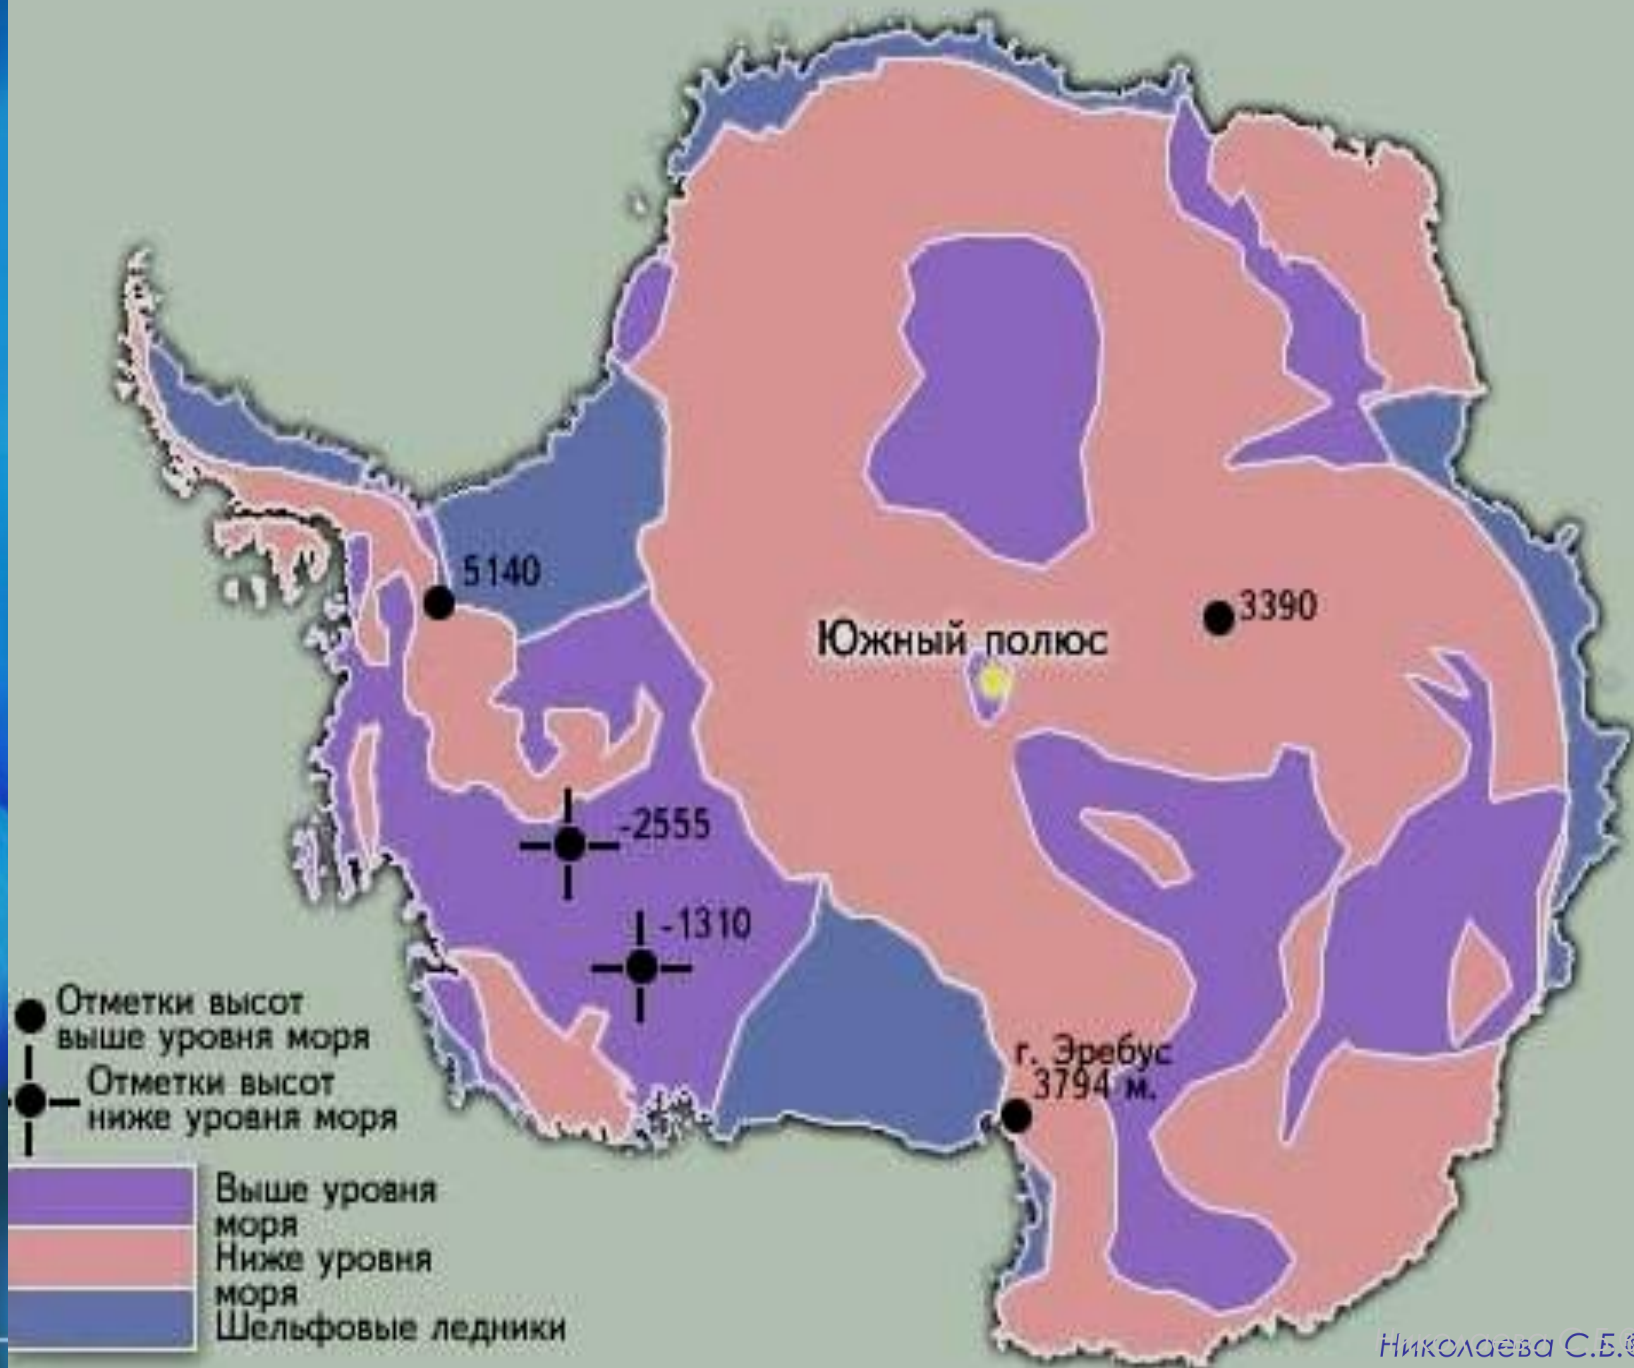 5140
3390
Южный полюс
-2555
-1310
г. Эребус
3794 м.
Отметки высот
выше уровня моря
Отметки высот
ниже уровня моря
Выше уровня
моря
Ниже уровня
моря
Шельфовые ледники
Николаева С.Б.©